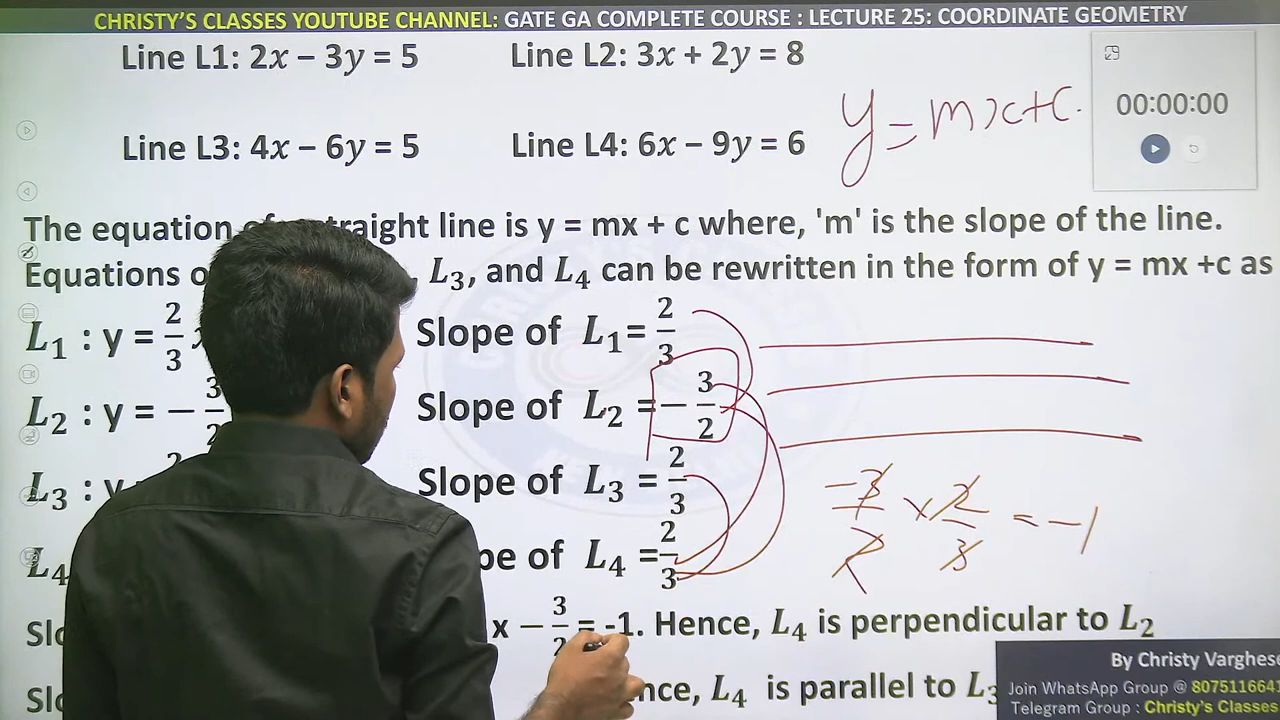 CHRISTY'S CLASSES YOUTUBE CHANNEL: GATE GA COMPLETE COURSE : LECTURE 25: COORDINATE GEOMETRY
Line L1: 2x − 3y = 5 Line L2: 3x + 2y = 8
y = mx+c.
00:00:00
Line L3: 4x − 6y = 5 Line L4: 6x − 9y = 6
The equation of straight line is y = mx + c where, 'm' is the slope of the line.
Equations L3, and L4 can be rewritten in the form of y = mx +c as
L1 : y = 2/3 Slope of L1= 2/3
L2 : y = − 3/2 Slope of L2 =− 3/2
L3 : y Slope of L3 = 2/3
-3/2 x 2/3 = -1
L4 of L4 = 2/3
x − 3/2 = -1. Hence, L4 is perpendicular to L2
L4 is parallel to L3
By Christy Varghese
Join WhatsApp Group @ 8075116641
Telegram Group : Christy's Classes